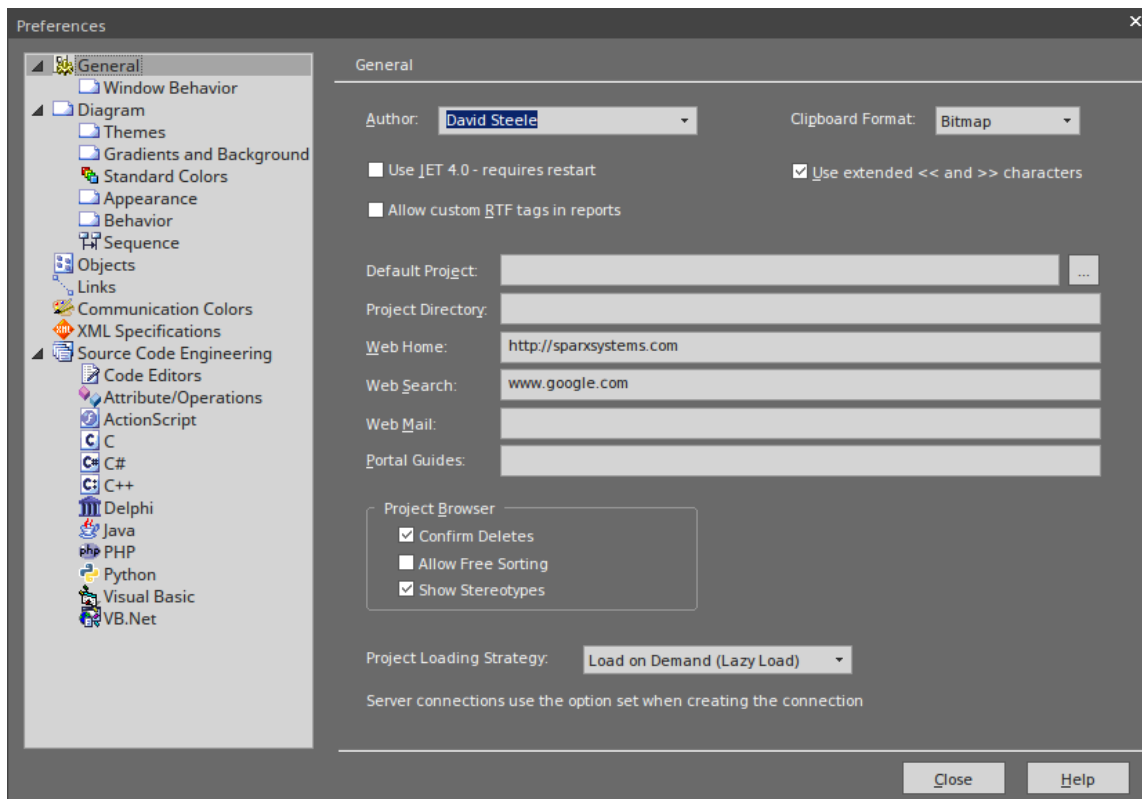 Preferences
General
Window Behavior
Diagram
Themes
Gradients and Background
Standard Colors
Appearance
Behavior
Sequence
Objects
Links
Communication Colors
XML Specifications
Source Code Engineering
Code Editors
Attribute/Operations
ActionScript
C
C#
C++
Delphi
Java
PHP
Python
Visual Basic
VB.Net
General
Author: David Steele Clipboard Format: Bitmap
Use JET 4.0 - requires restart Use extended << and >> characters
Allow custom RTF tags in reports
Default Project: ...
Project Directory:
Web Home: http://sparxsystems.com
Web Search: www.google.com
Web Mail:
Portal Guides:
Project Browser
Confirm Deletes
Allow Free Sorting
Show Stereotypes
Project Loading Strategy: Load on Demand (Lazy Load)
Server connections use the option set when creating the connection
Close Help